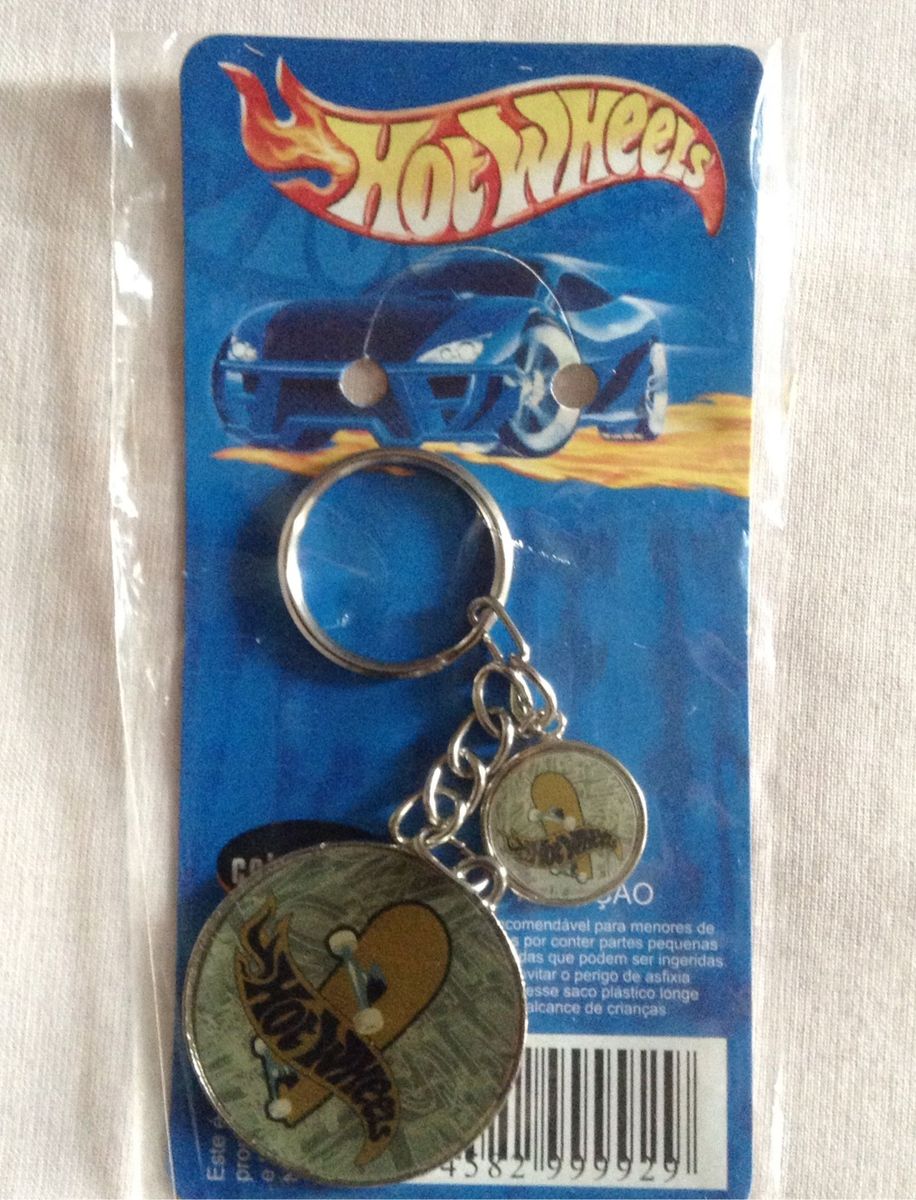 Hot Wheels
Hot Wheels
ÇÃO
comendável para menores de
por conter partes pequenas
das que podem ser ingeridas.
vitar o perigo de asfixia
esse saco plástico longe
alcance de crianças
Hot Wheels
4582 999929
Este